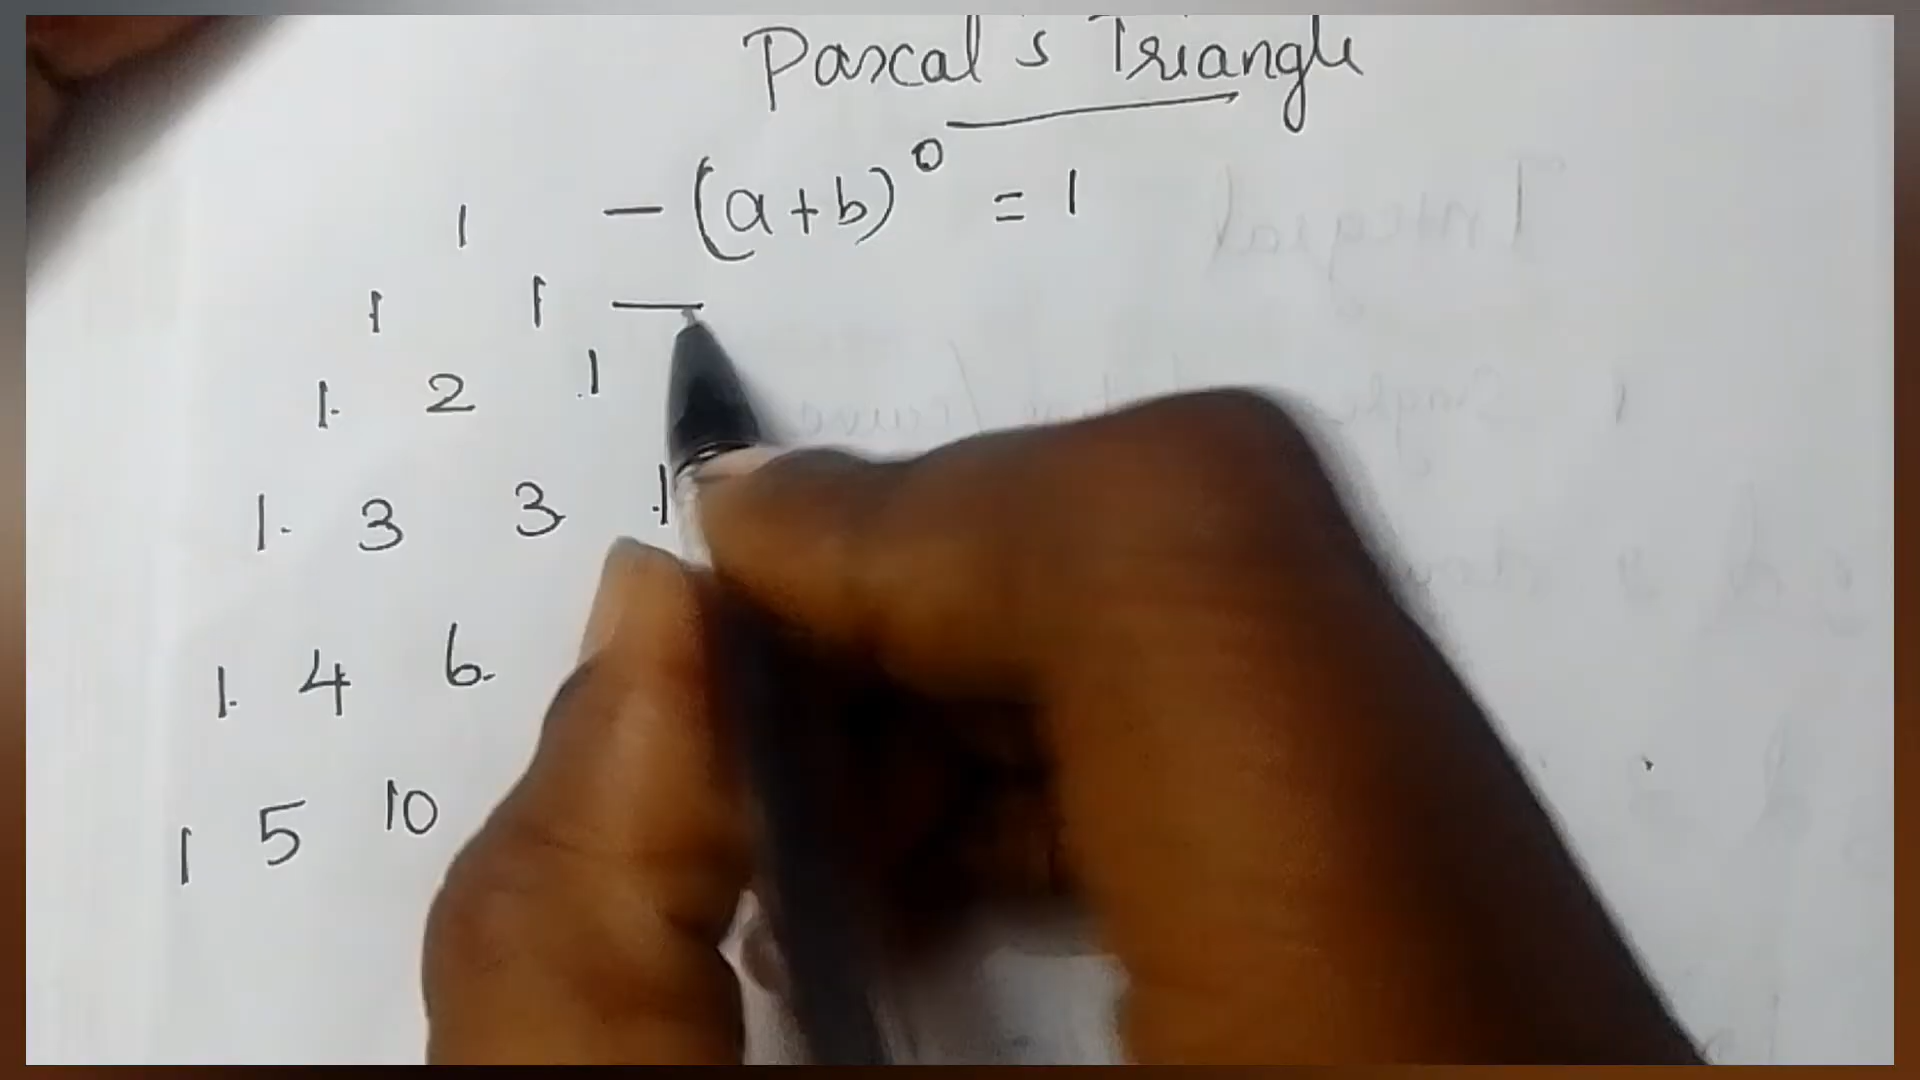 Pascal's Triangle
1 - (a+b)⁰ = 1
1 1 —
1. 2 .1
1. 3 3 .1
1. 4 6.
1 5 10